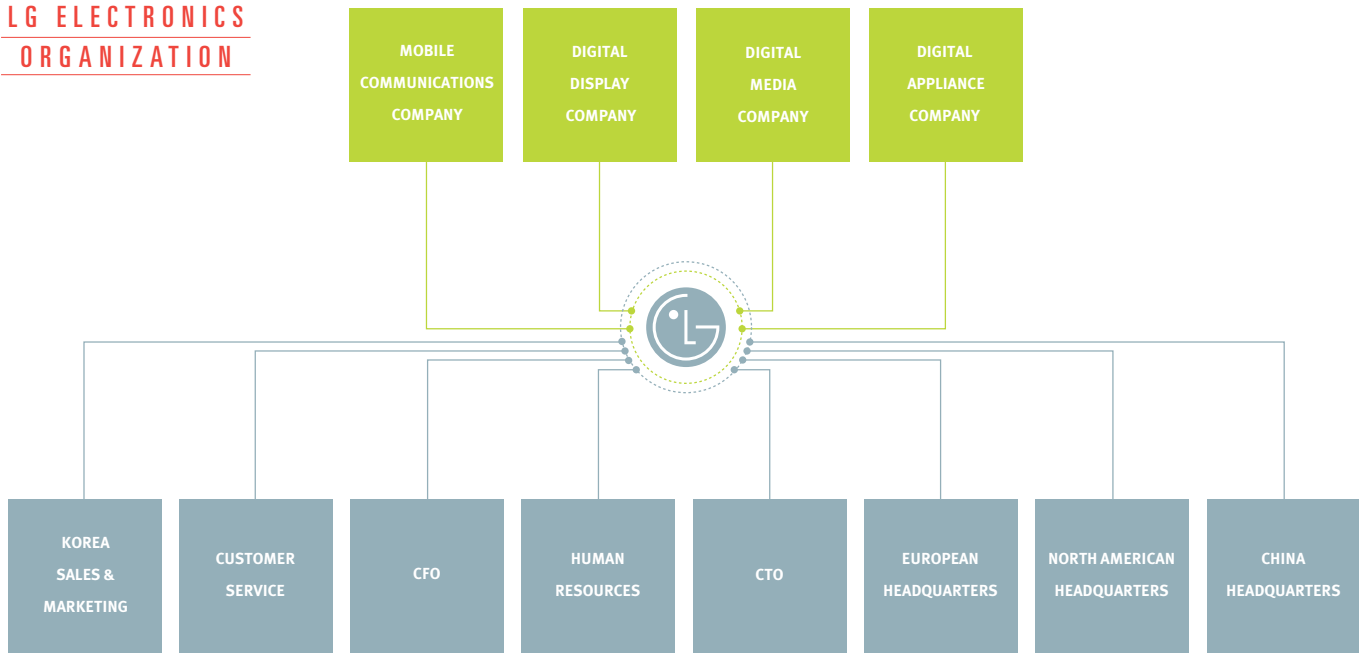 LG ELECTRONICS
ORGANIZATION
MOBILE
COMMUNICATIONS
COMPANY
DIGITAL
DISPLAY
COMPANY
DIGITAL
MEDIA
COMPANY
DIGITAL
APPLIANCE
COMPANY
LG
KOREA
SALES &
MARKETING
CUSTOMER
SERVICE
CFO
HUMAN
RESOURCES
CTO
EUROPEAN
HEADQUARTERS
NORTH AMERICAN
HEADQUARTERS
CHINA
HEADQUARTERS